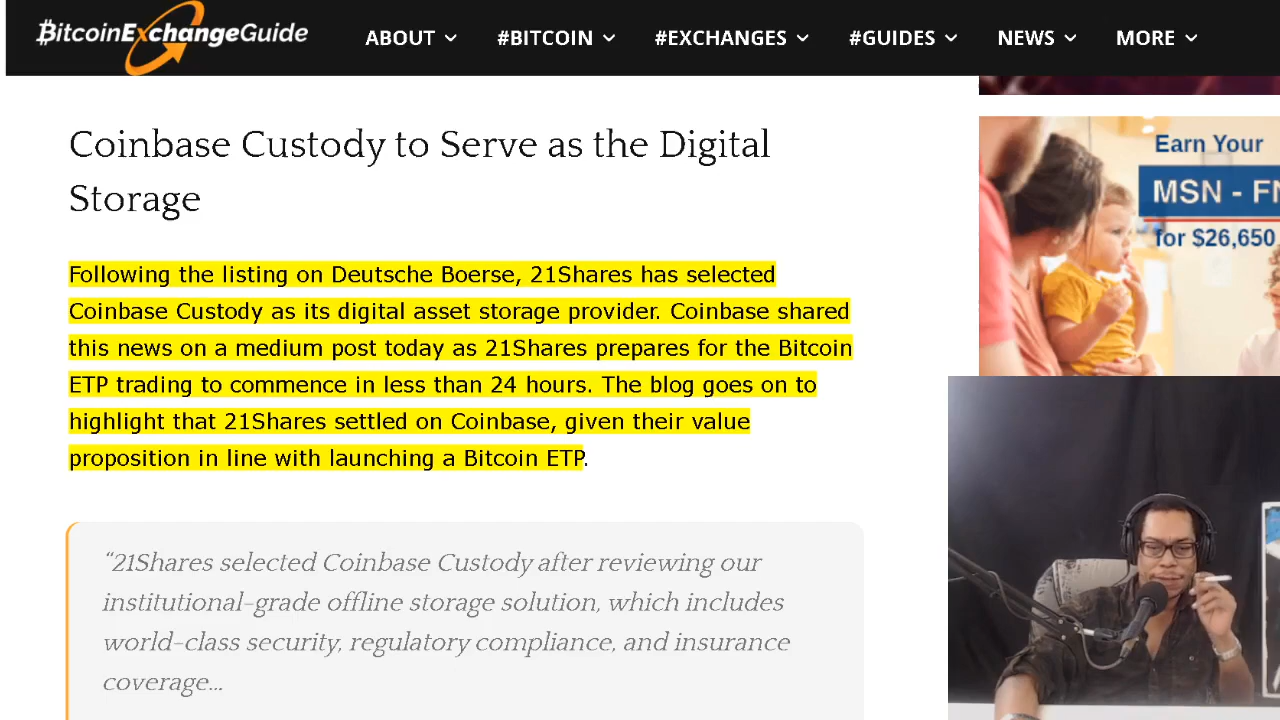 BitcoinExchangeGuide
ABOUT
#BITCOIN
#EXCHANGES
#GUIDES
NEWS
MORE
Coinbase Custody to Serve as the Digital
Storage
Following the listing on Deutsche Boerse, 21Shares has selected
Coinbase Custody as its digital asset storage provider. Coinbase shared
this news on a medium post today as 21Shares prepares for the Bitcoin
ETP trading to commence in less than 24 hours. The blog goes on to
highlight that 21Shares settled on Coinbase, given their value
proposition in line with launching a Bitcoin ETP.
“21Shares selected Coinbase Custody after reviewing our
institutional-grade offline storage solution, which includes
world-class security, regulatory compliance, and insurance
coverage…
Earn Your
MSN - FN
for $26,650